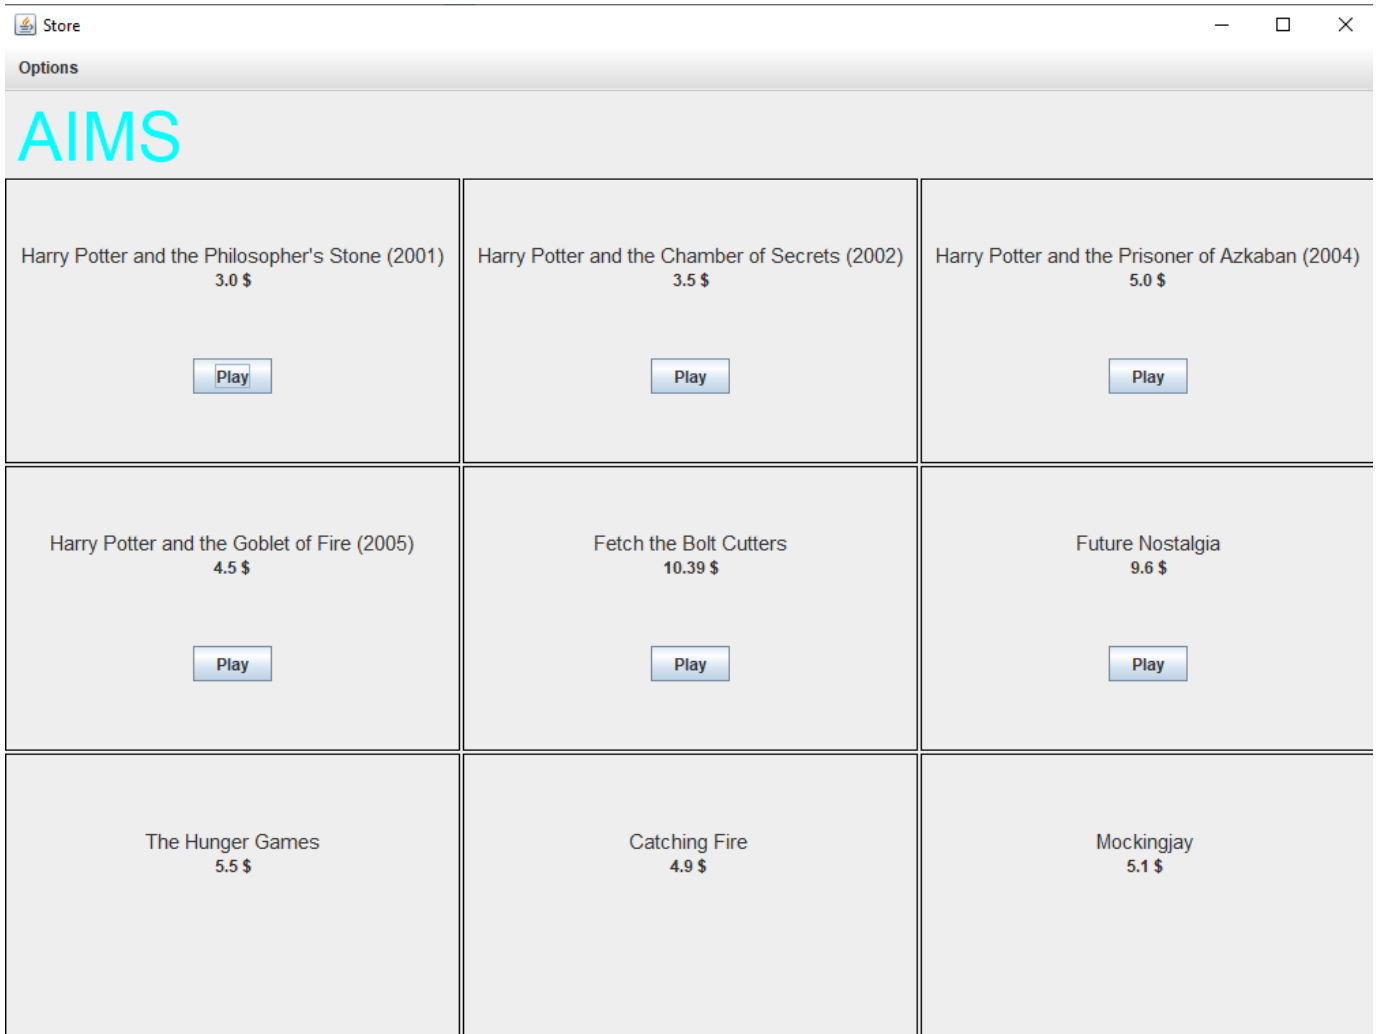 Store
Options
AIMS
Harry Potter and the Philosopher's Stone (2001)
3.0 $
Play
Harry Potter and the Chamber of Secrets (2002)
3.5 $
Play
Harry Potter and the Prisoner of Azkaban (2004)
5.0 $
Play
Harry Potter and the Goblet of Fire (2005)
4.5 $
Play
Fetch the Bolt Cutters
10.39 $
Play
Future Nostalgia
9.6 $
Play
The Hunger Games
5.5 $
Catching Fire
4.9 $
Mockingjay
5.1 $